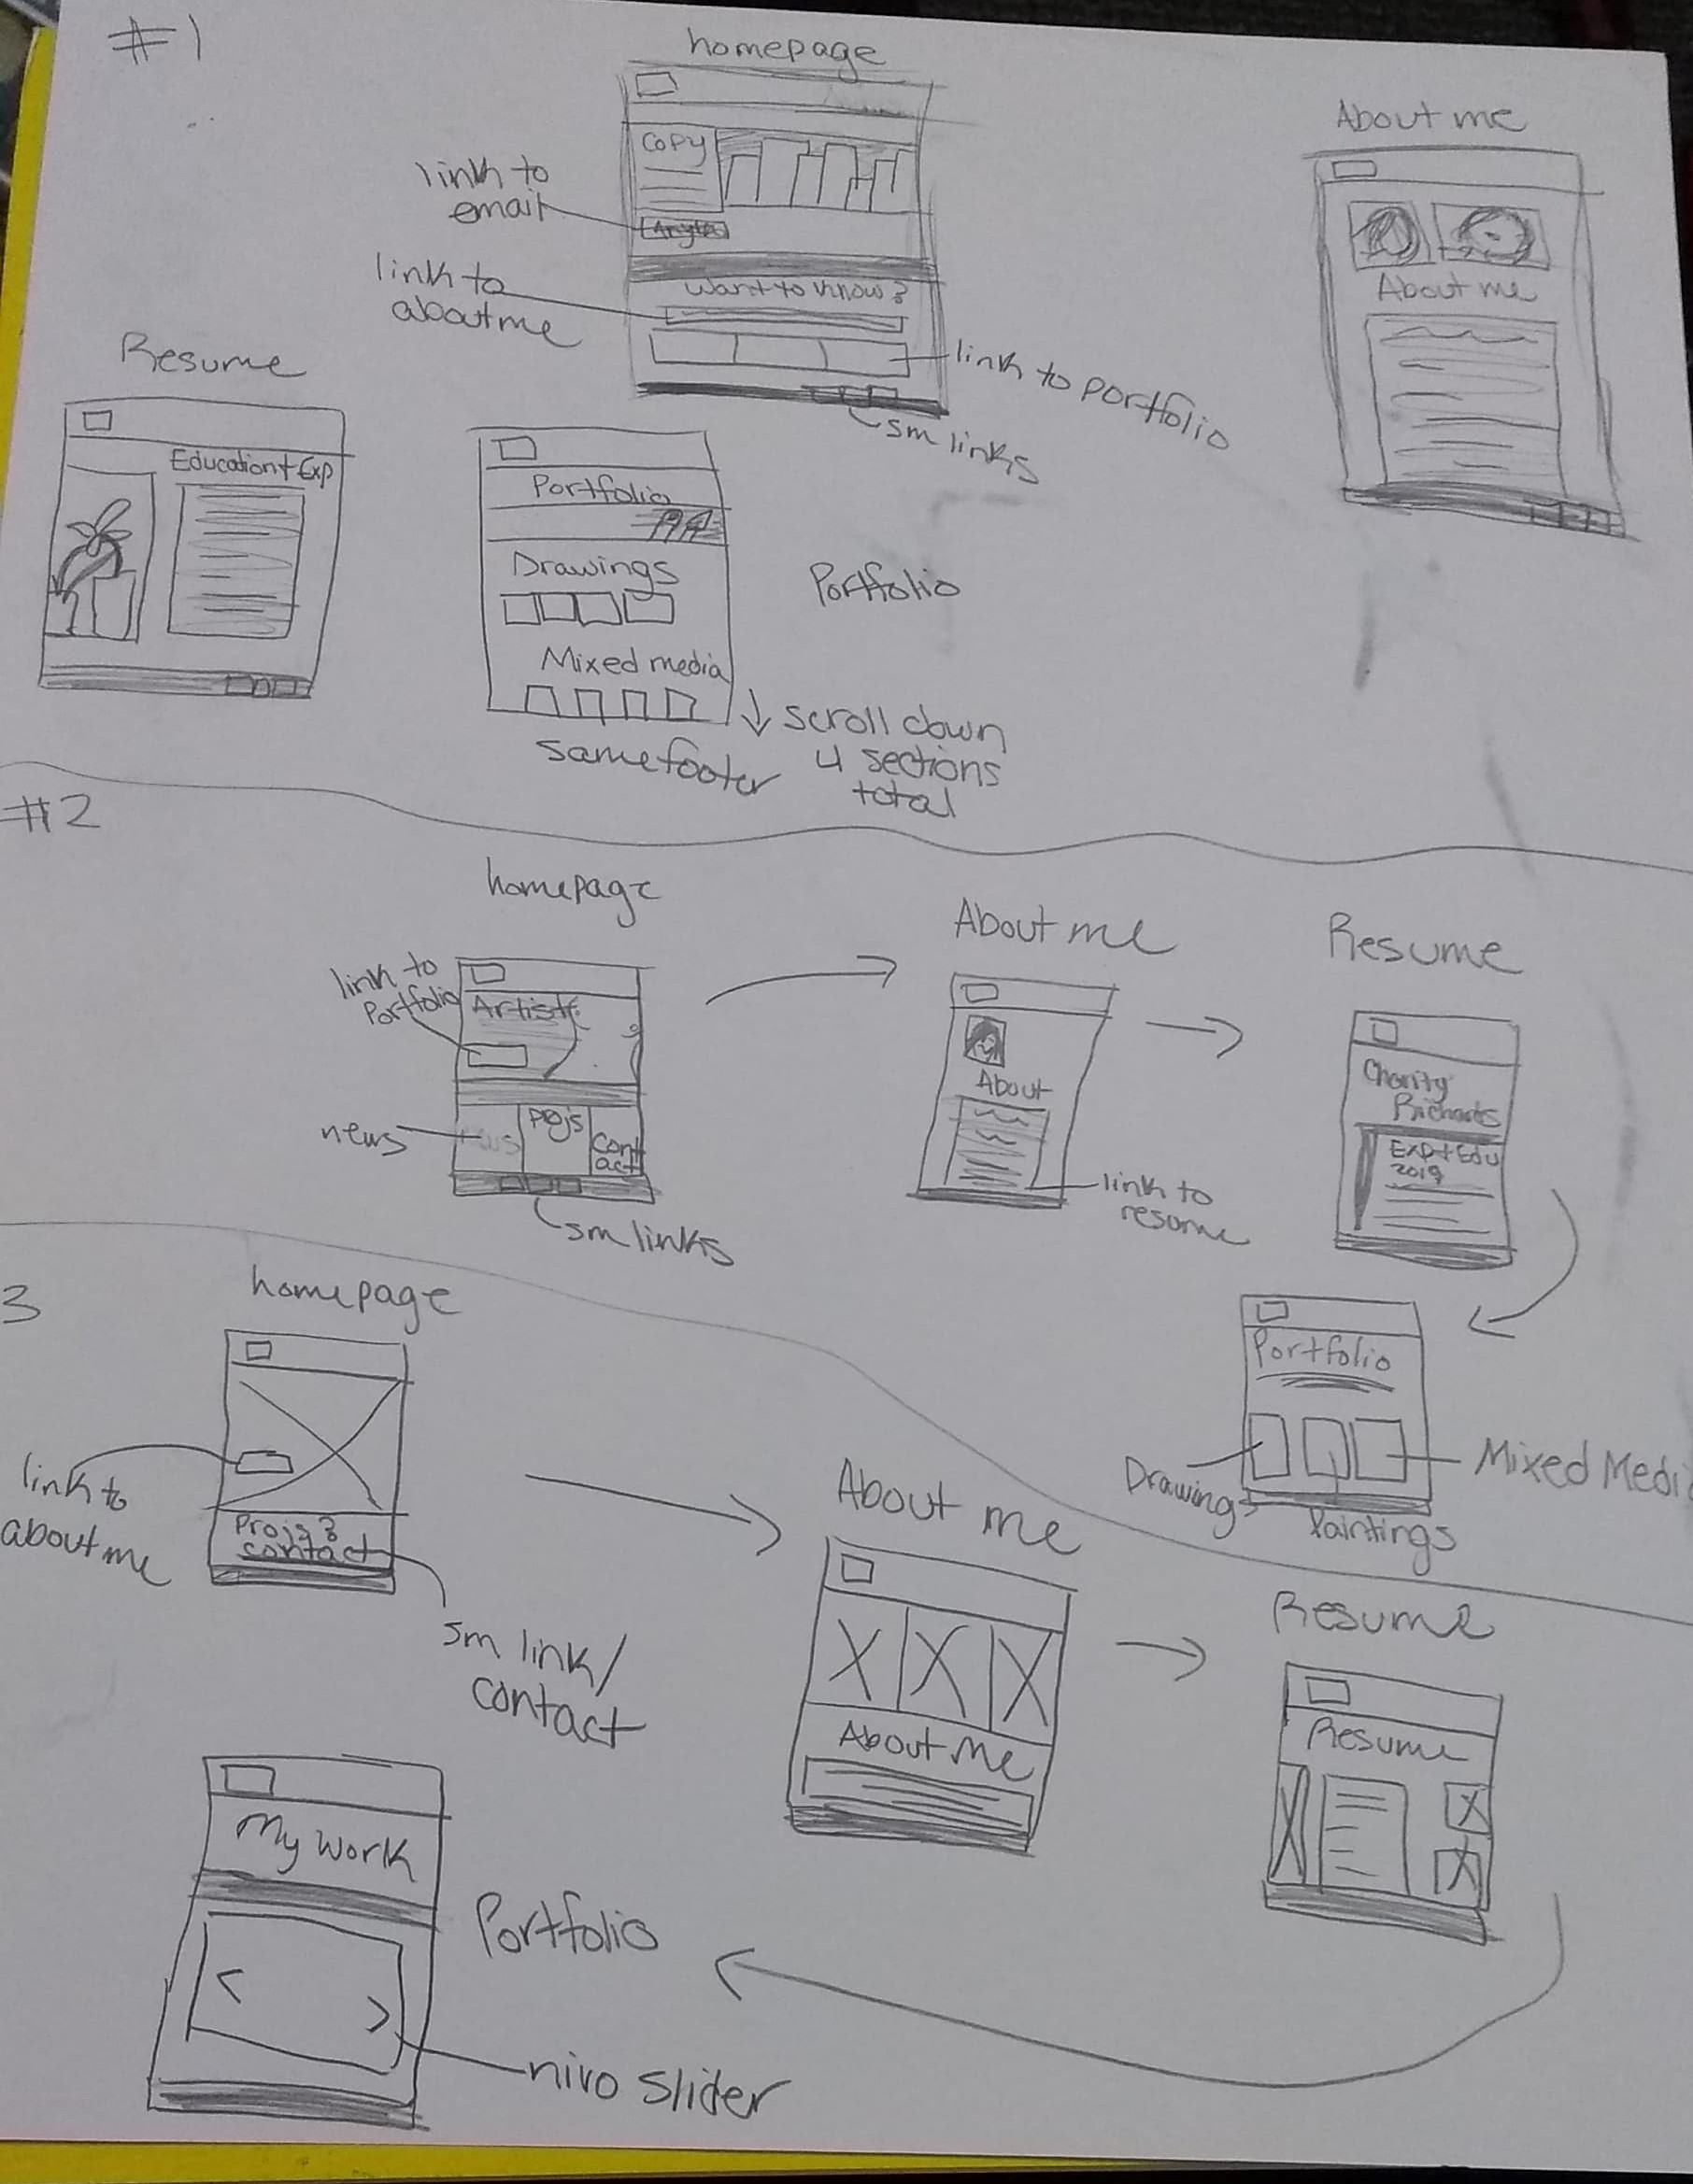 #1
homepage
COPY
link to
email
Want to know?
link to
about me
link to portfolio
sm links
About me
About me
Resume
Education + Exp
Portfolio
Drawings
Mixed media
Portfolio
scroll down
4 sections
total
same footer
#2
homepage
link to
Portfolio
Artist
news
news
Projs
Cont
act
sm links
About me
About
link to
resume
Resume
Charity
Richards
Exp + Edu
2019
Portfolio
Drawings
Paintings
Mixed Medi
3
homepage
link to
about me
Projs?
contact
sm link/
contact
About me
About Me
Resume
Resume
My work
Portfolio
nivo slider